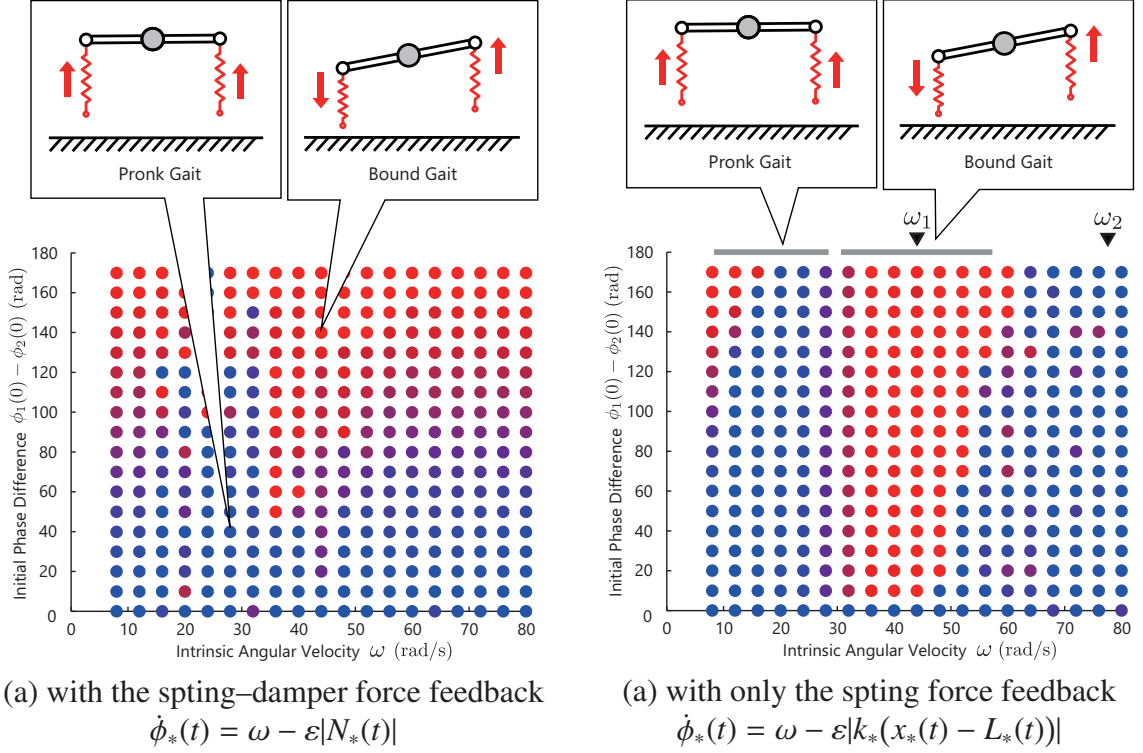 Pronk Gait
Bound Gait
180
160
140
120
100
80
60
40
20
0
Initial Phase Difference ϕ₁(0) − ϕ₂(0) (rad)
0 10 20 30 40 50 60 70 80
Intrinsic Angular Velocity ω (rad/s)
(a) with the spting–damper force feedback
ϕ̇*(t) = ω − ε|N*(t)|
Pronk Gait
Bound Gait
ω₁
ω₂
180
160
140
120
100
80
60
40
20
0
Initial Phase Difference ϕ₁(0) − ϕ₂(0) (rad)
0 10 20 30 40 50 60 70 80
Intrinsic Angular Velocity ω (rad/s)
(a) with only the spting force feedback
ϕ̇*(t) = ω − ε|k*(x*(t) − L*(t))|